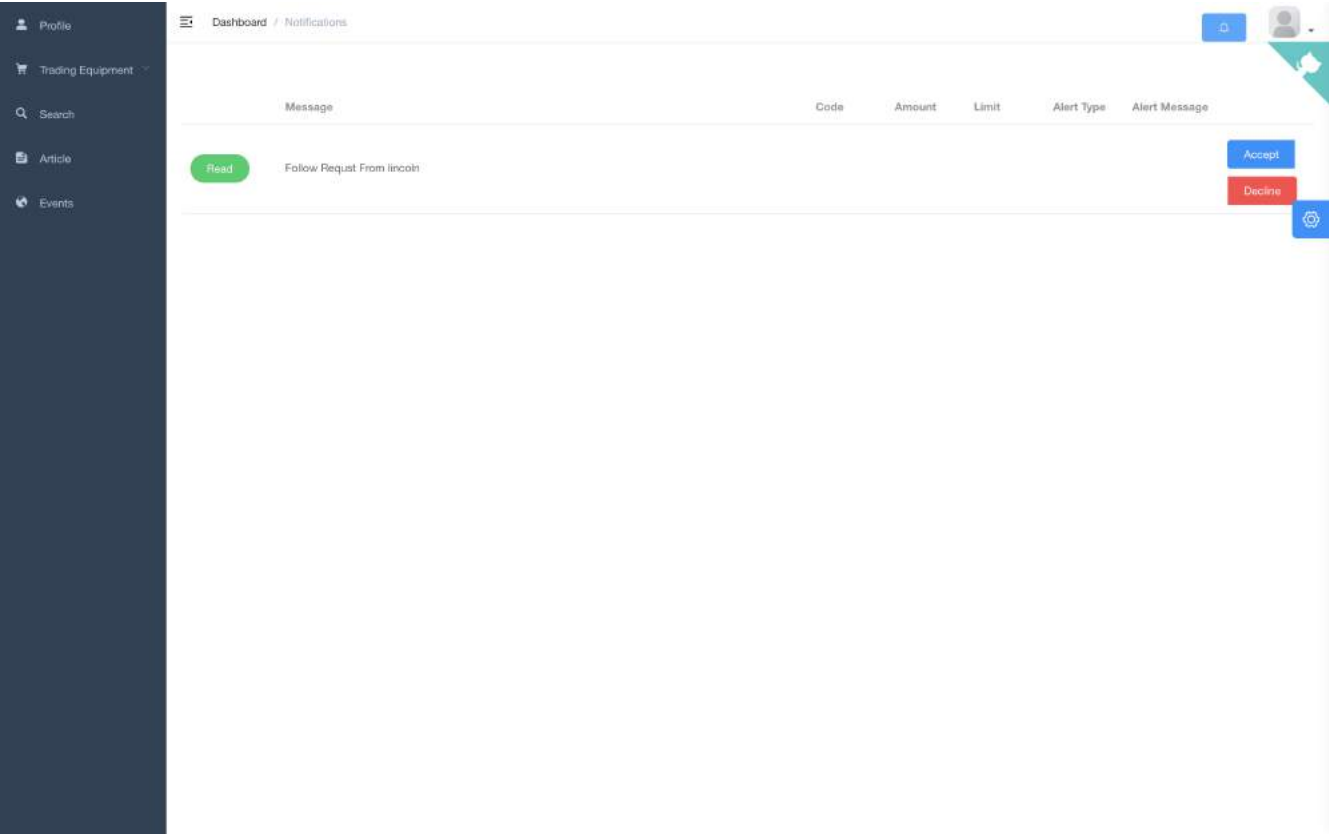 Profile
Trading Equipment
Search
Article
Events
Dashboard / Notifications
Message Code Amount Limit Alert Type Alert Message
Read Follow Requst From lincoln
Accept
Decline